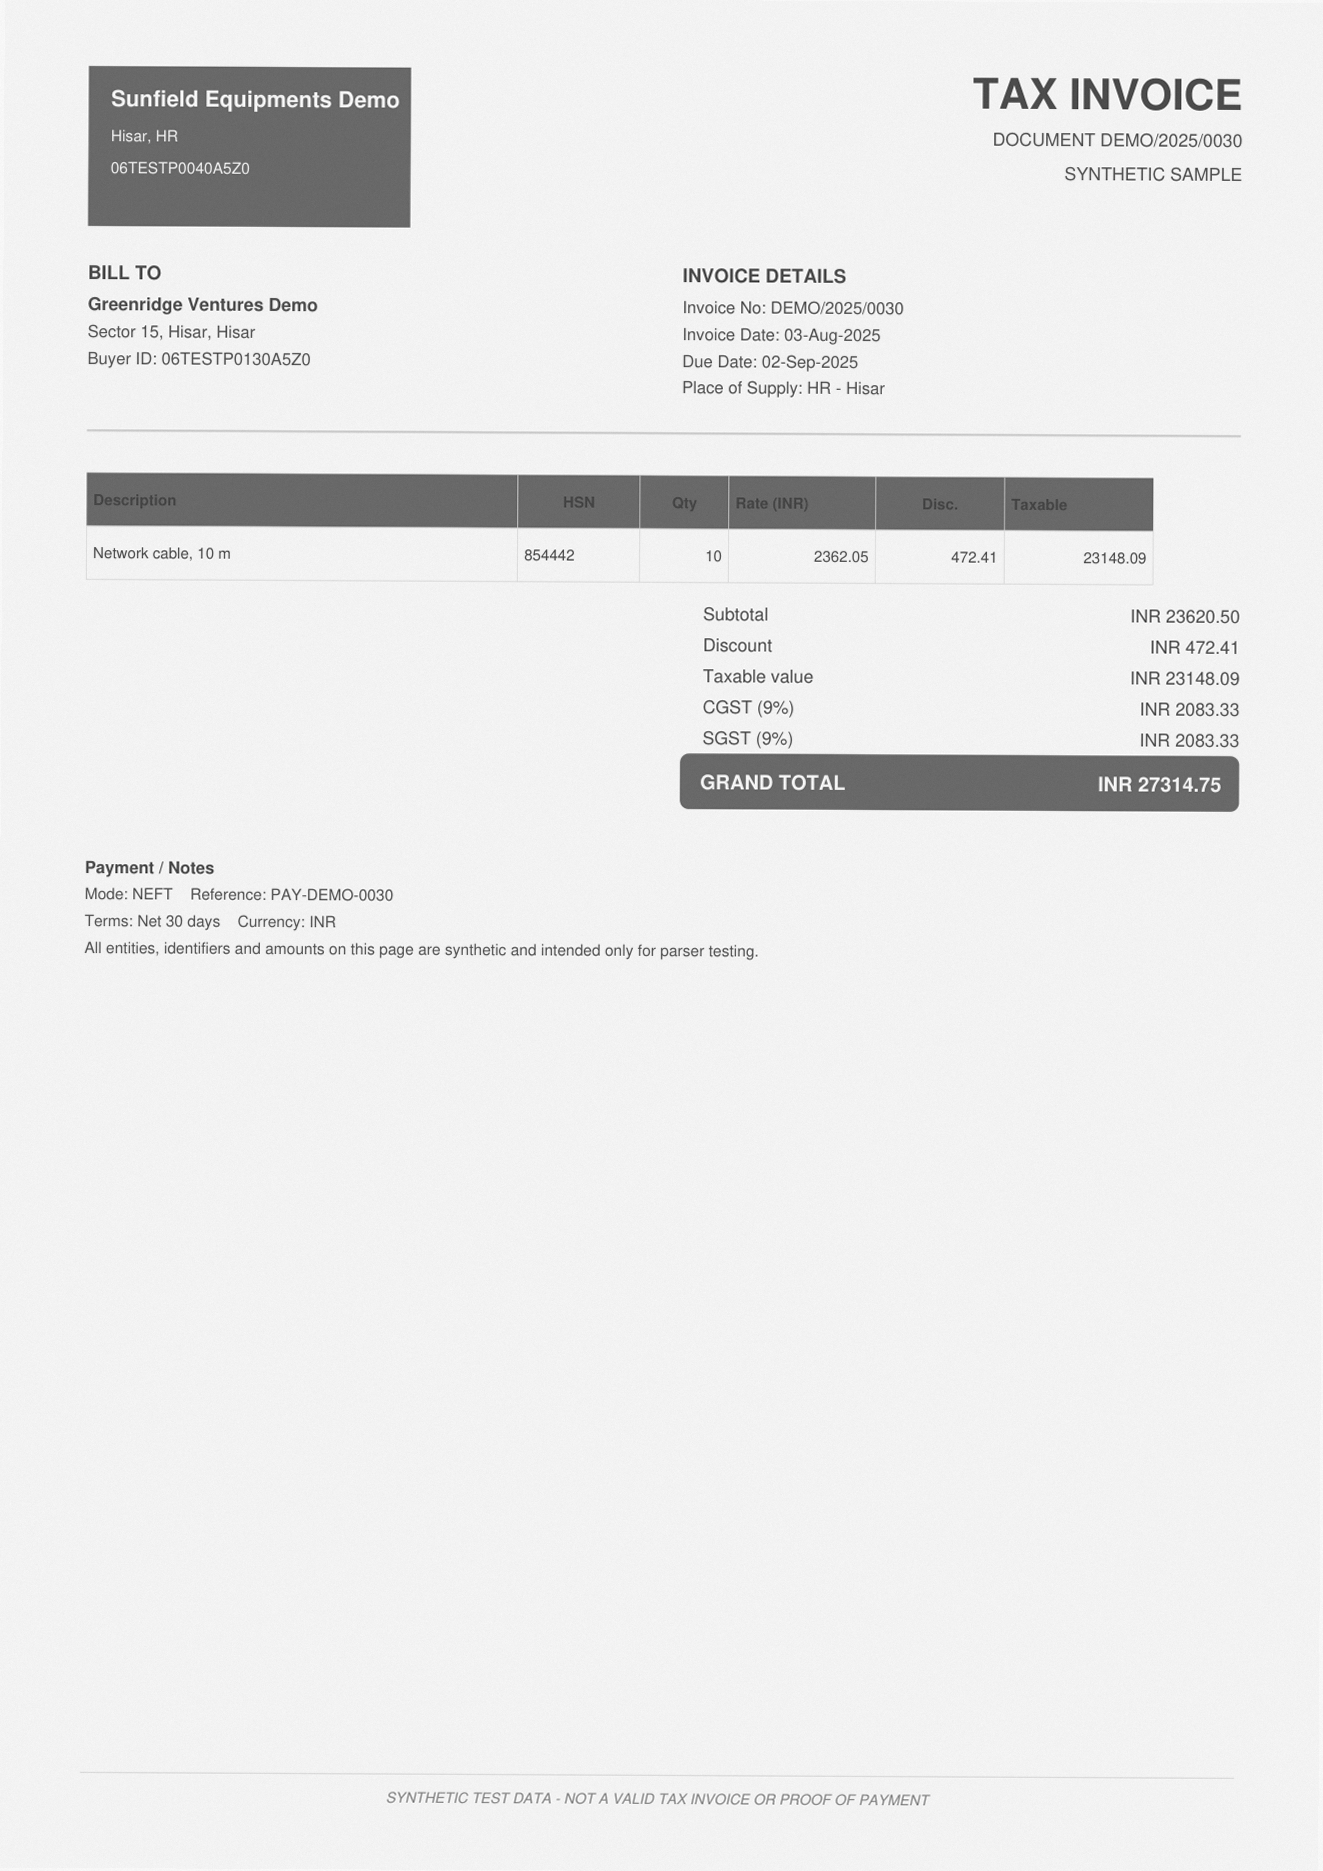 Sunfield Equipments Demo
Hisar, HR
06TESTP0040A5Z0
TAX INVOICE
DOCUMENT DEMO/2025/0030
SYNTHETIC SAMPLE
BILL TO
Greenridge Ventures Demo
Sector 15, Hisar, Hisar
Buyer ID: 06TESTP0130A5Z0
INVOICE DETAILS
Invoice No: DEMO/2025/0030
Invoice Date: 03-Aug-2025
Due Date: 02-Sep-2025
Place of Supply: HR - Hisar
Description HSN Qty Rate (INR) Disc. Taxable
Network cable, 10 m 854442 10 2362.05 472.41 23148.09
Subtotal INR 23620.50
Discount INR 472.41
Taxable value INR 23148.09
CGST (9%) INR 2083.33
SGST (9%) INR 2083.33
GRAND TOTAL INR 27314.75
Payment / Notes
Mode: NEFT Reference: PAY-DEMO-0030
Terms: Net 30 days Currency: INR
All entities, identifiers and amounts on this page are synthetic and intended only for parser testing.
SYNTHETIC TEST DATA - NOT A VALID TAX INVOICE OR PROOF OF PAYMENT